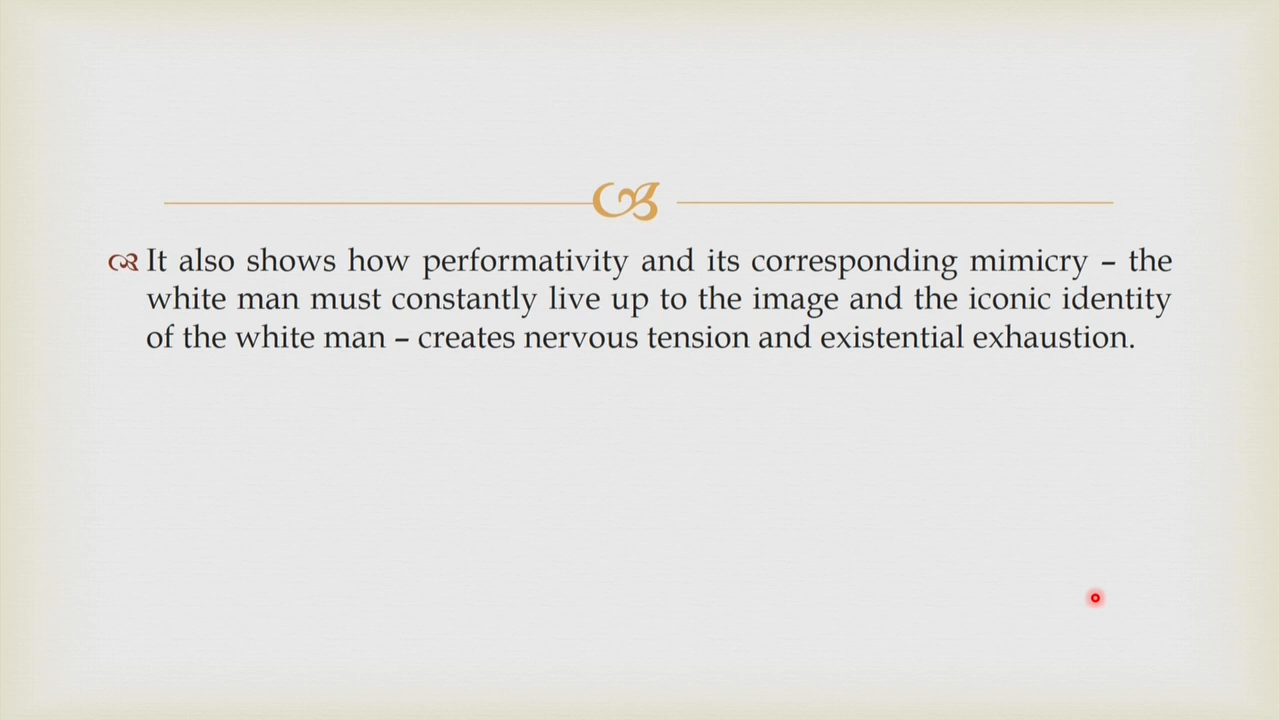 It also shows how performativity and its corresponding mimicry – the
white man must constantly live up to the image and the iconic identity
of the white man – creates nervous tension and existential exhaustion.